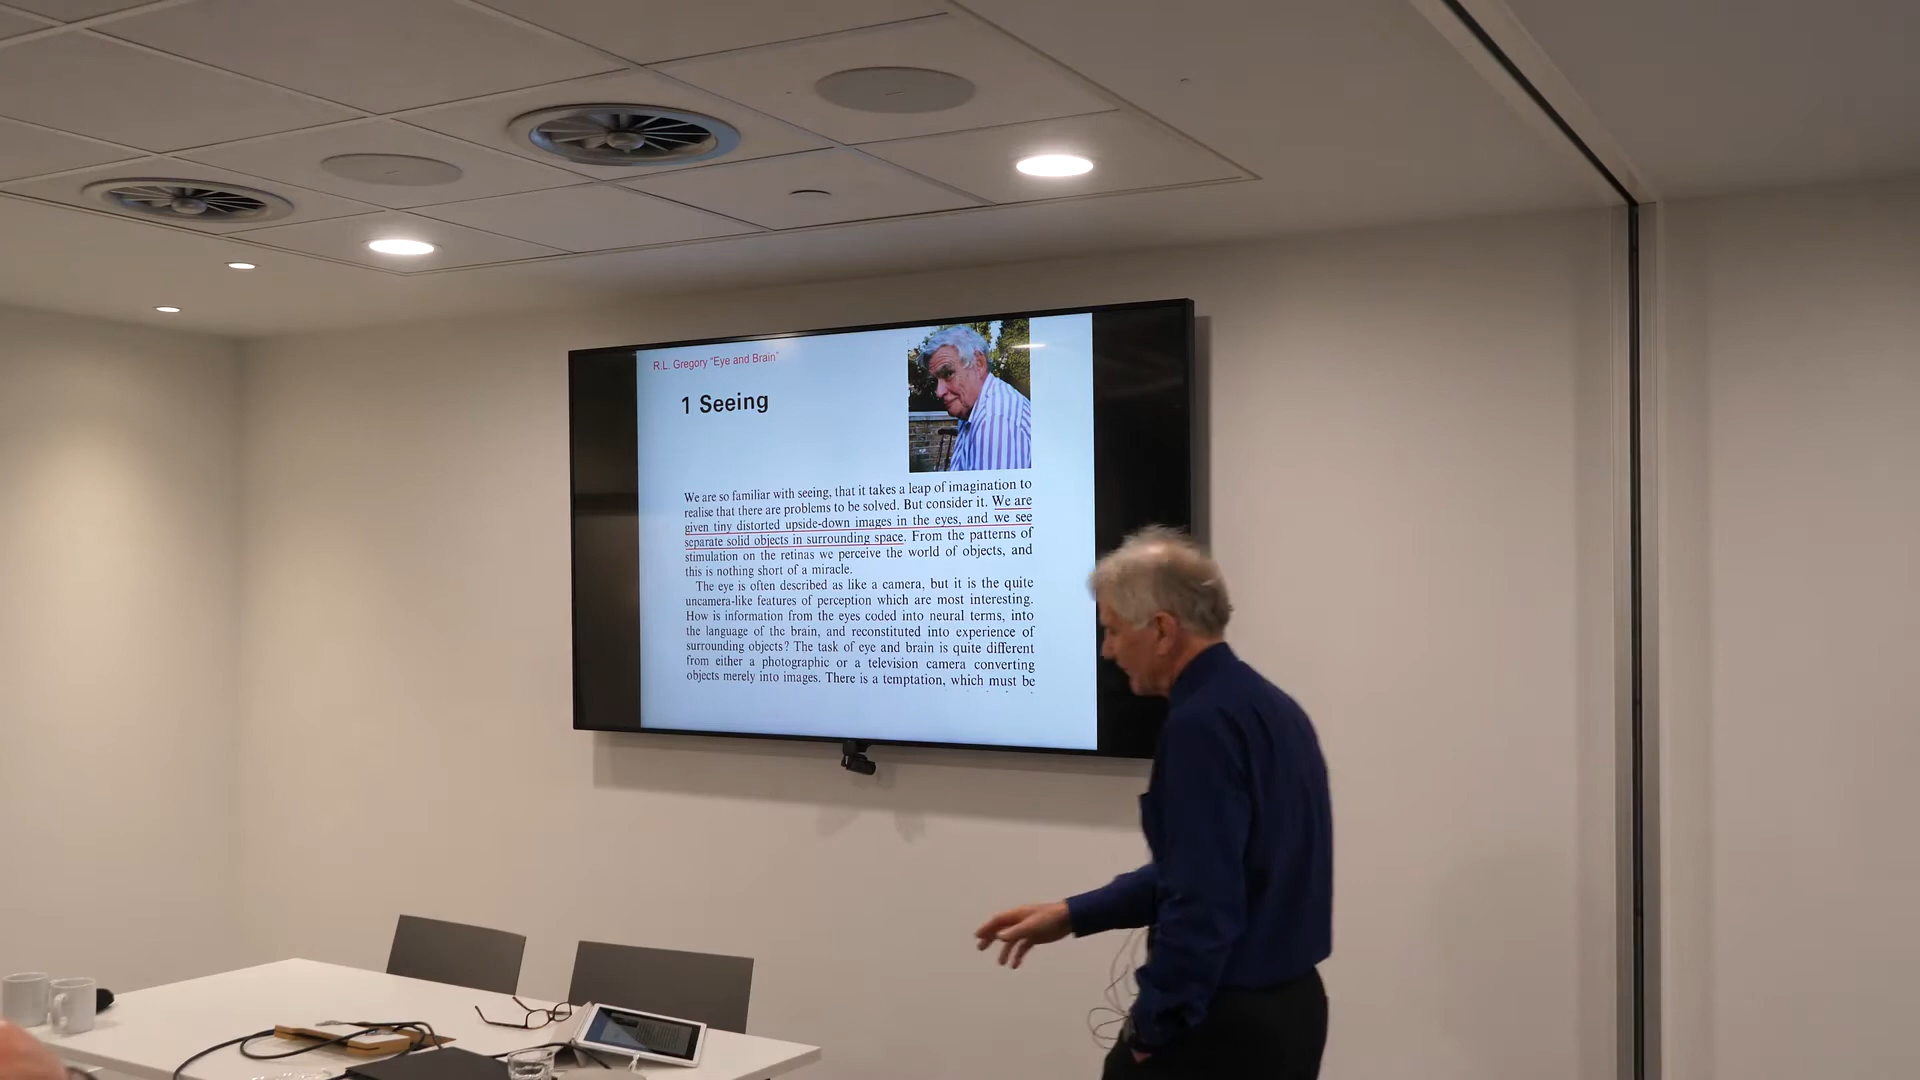 R.L. Gregory "Eye and Brain"
1 Seeing
We are so familiar with seeing, that it takes a leap of imagination to
realise that there are problems to be solved. But consider it. We are
given tiny distorted upside-down images in the eyes, and we see
separate solid objects in surrounding space. From the patterns of
stimulation on the retinas we perceive the world of objects, and
this is nothing short of a miracle.
The eye is often described as like a camera, but it is the quite
uncamera-like features of perception which are most interesting.
How is information from the eyes coded into neural terms, into
the language of the brain, and reconstituted into experience of
surrounding objects? The task of eye and brain is quite different
from either a photographic or a television camera converting
objects merely into images. There is a temptation, which must be